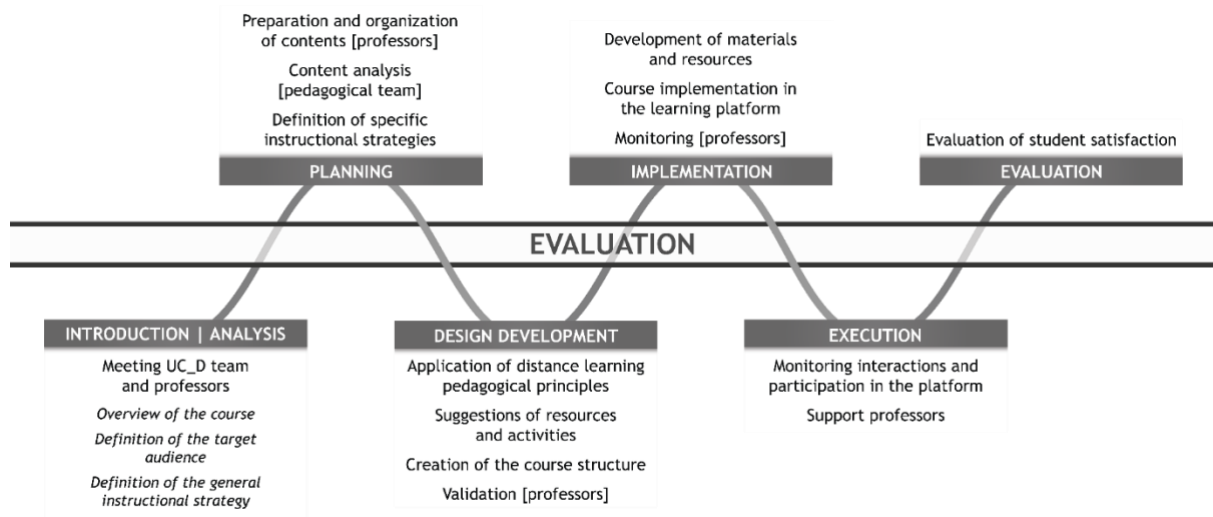 Preparation and organization
of contents [professors]
Content analysis
[pedagogical team]
Definition of specific
instructional strategies
PLANNING
Development of materials
and resources
Course implementation in
the learning platform
Monitoring [professors]
IMPLEMENTATION
Evaluation of student satisfaction
EVALUATION
EVALUATION
INTRODUCTION | ANALYSIS
Meeting UC_D team
and professors
Overview of the course
Definition of the target
audience
Definition of the general
instructional strategy
DESIGN DEVELOPMENT
Application of distance learning
pedagogical principles
Suggestions of resources
and activities
Creation of the course structure
Validation [professors]
EXECUTION
Monitoring interactions and
participation in the platform
Support professors